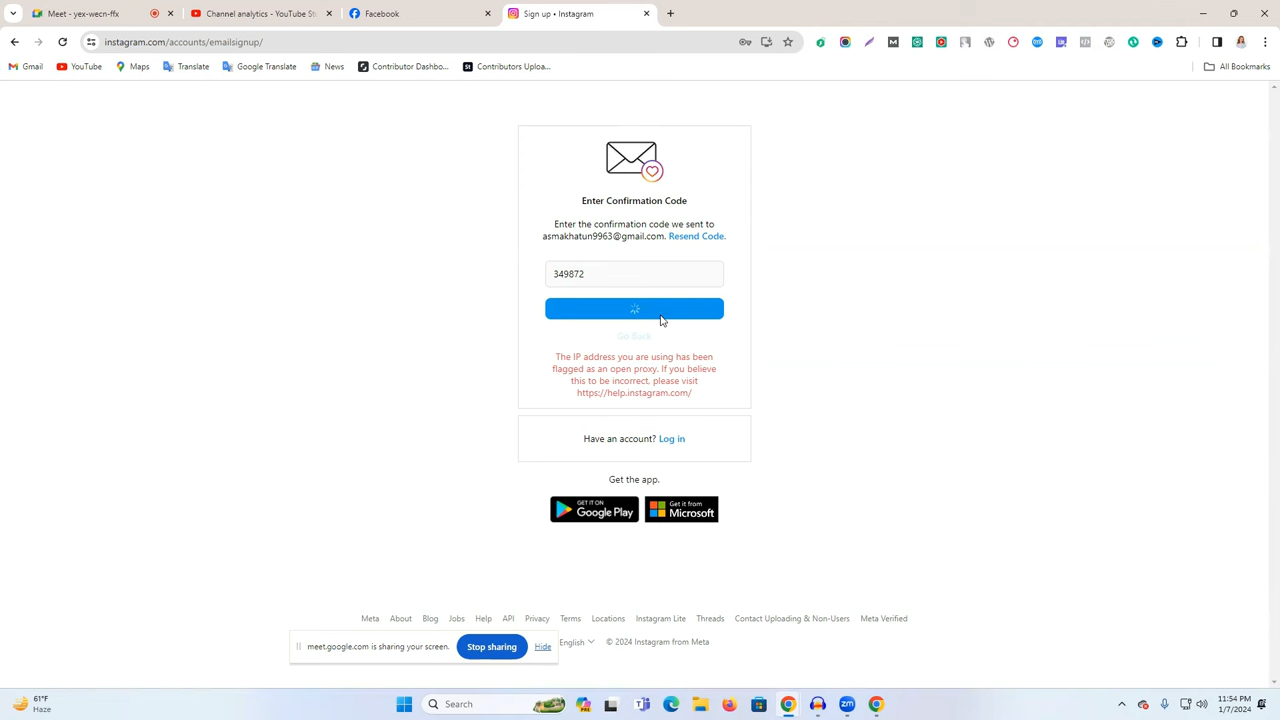 Meet - yex-wen-ffx
Channel analytics - YouTube St
Facebook
Sign up • Instagram
instagram.com/accounts/emailsignup/
Gmail
YouTube
Maps
Translate
Google Translate
News
Contributor Dashbo...
Contributors Uploa...
All Bookmarks
Enter Confirmation Code
Enter the confirmation code we sent to
asmakhatun9963@gmail.com. Resend Code.
349872
Go Back
The IP address you are using has been
flagged as an open proxy. If you believe
this to be incorrect, please visit
https://help.instagram.com/
Have an account? Log in
Get the app.
GET IT ON
Google Play
Get it from
Microsoft
Meta About Blog Jobs Help API Privacy Terms Locations Instagram Lite Threads Contact Uploading & Non-Users Meta Verified
meet.google.com is sharing your screen. Stop sharing Hide
English © 2024 Instagram from Meta
61°F
Haze
Search
11:54 PM
1/7/2024